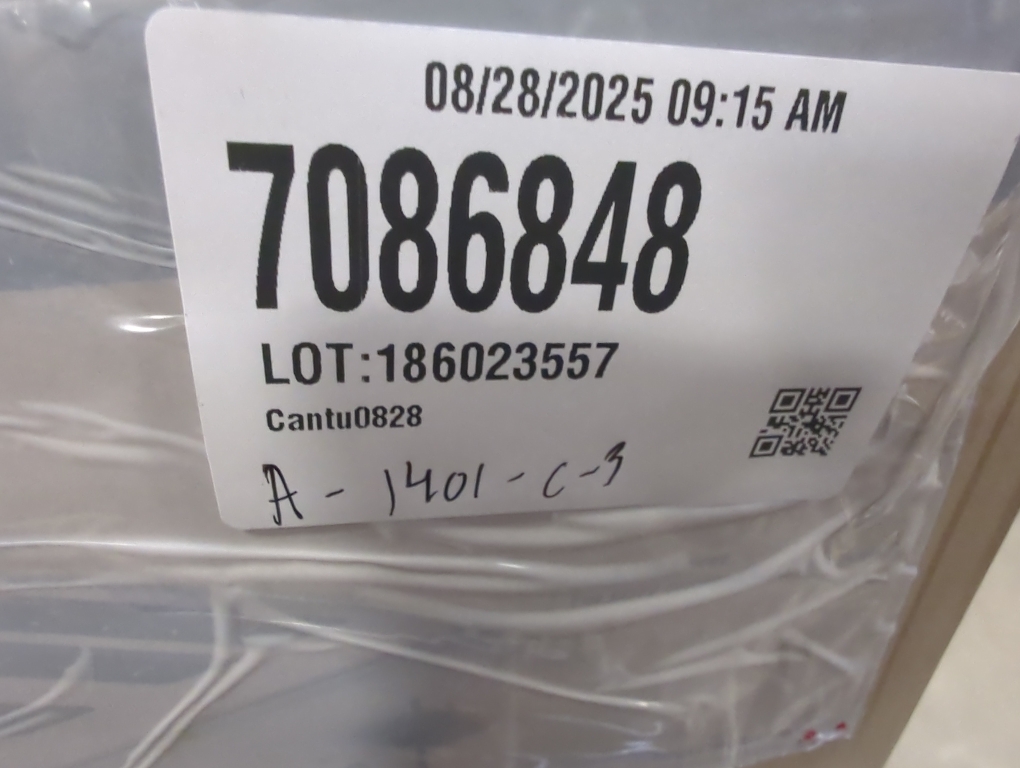 08/28/2025 09:15 AM
7086848
LOT:186023557
Cantu0828
A - 1401 - C-3